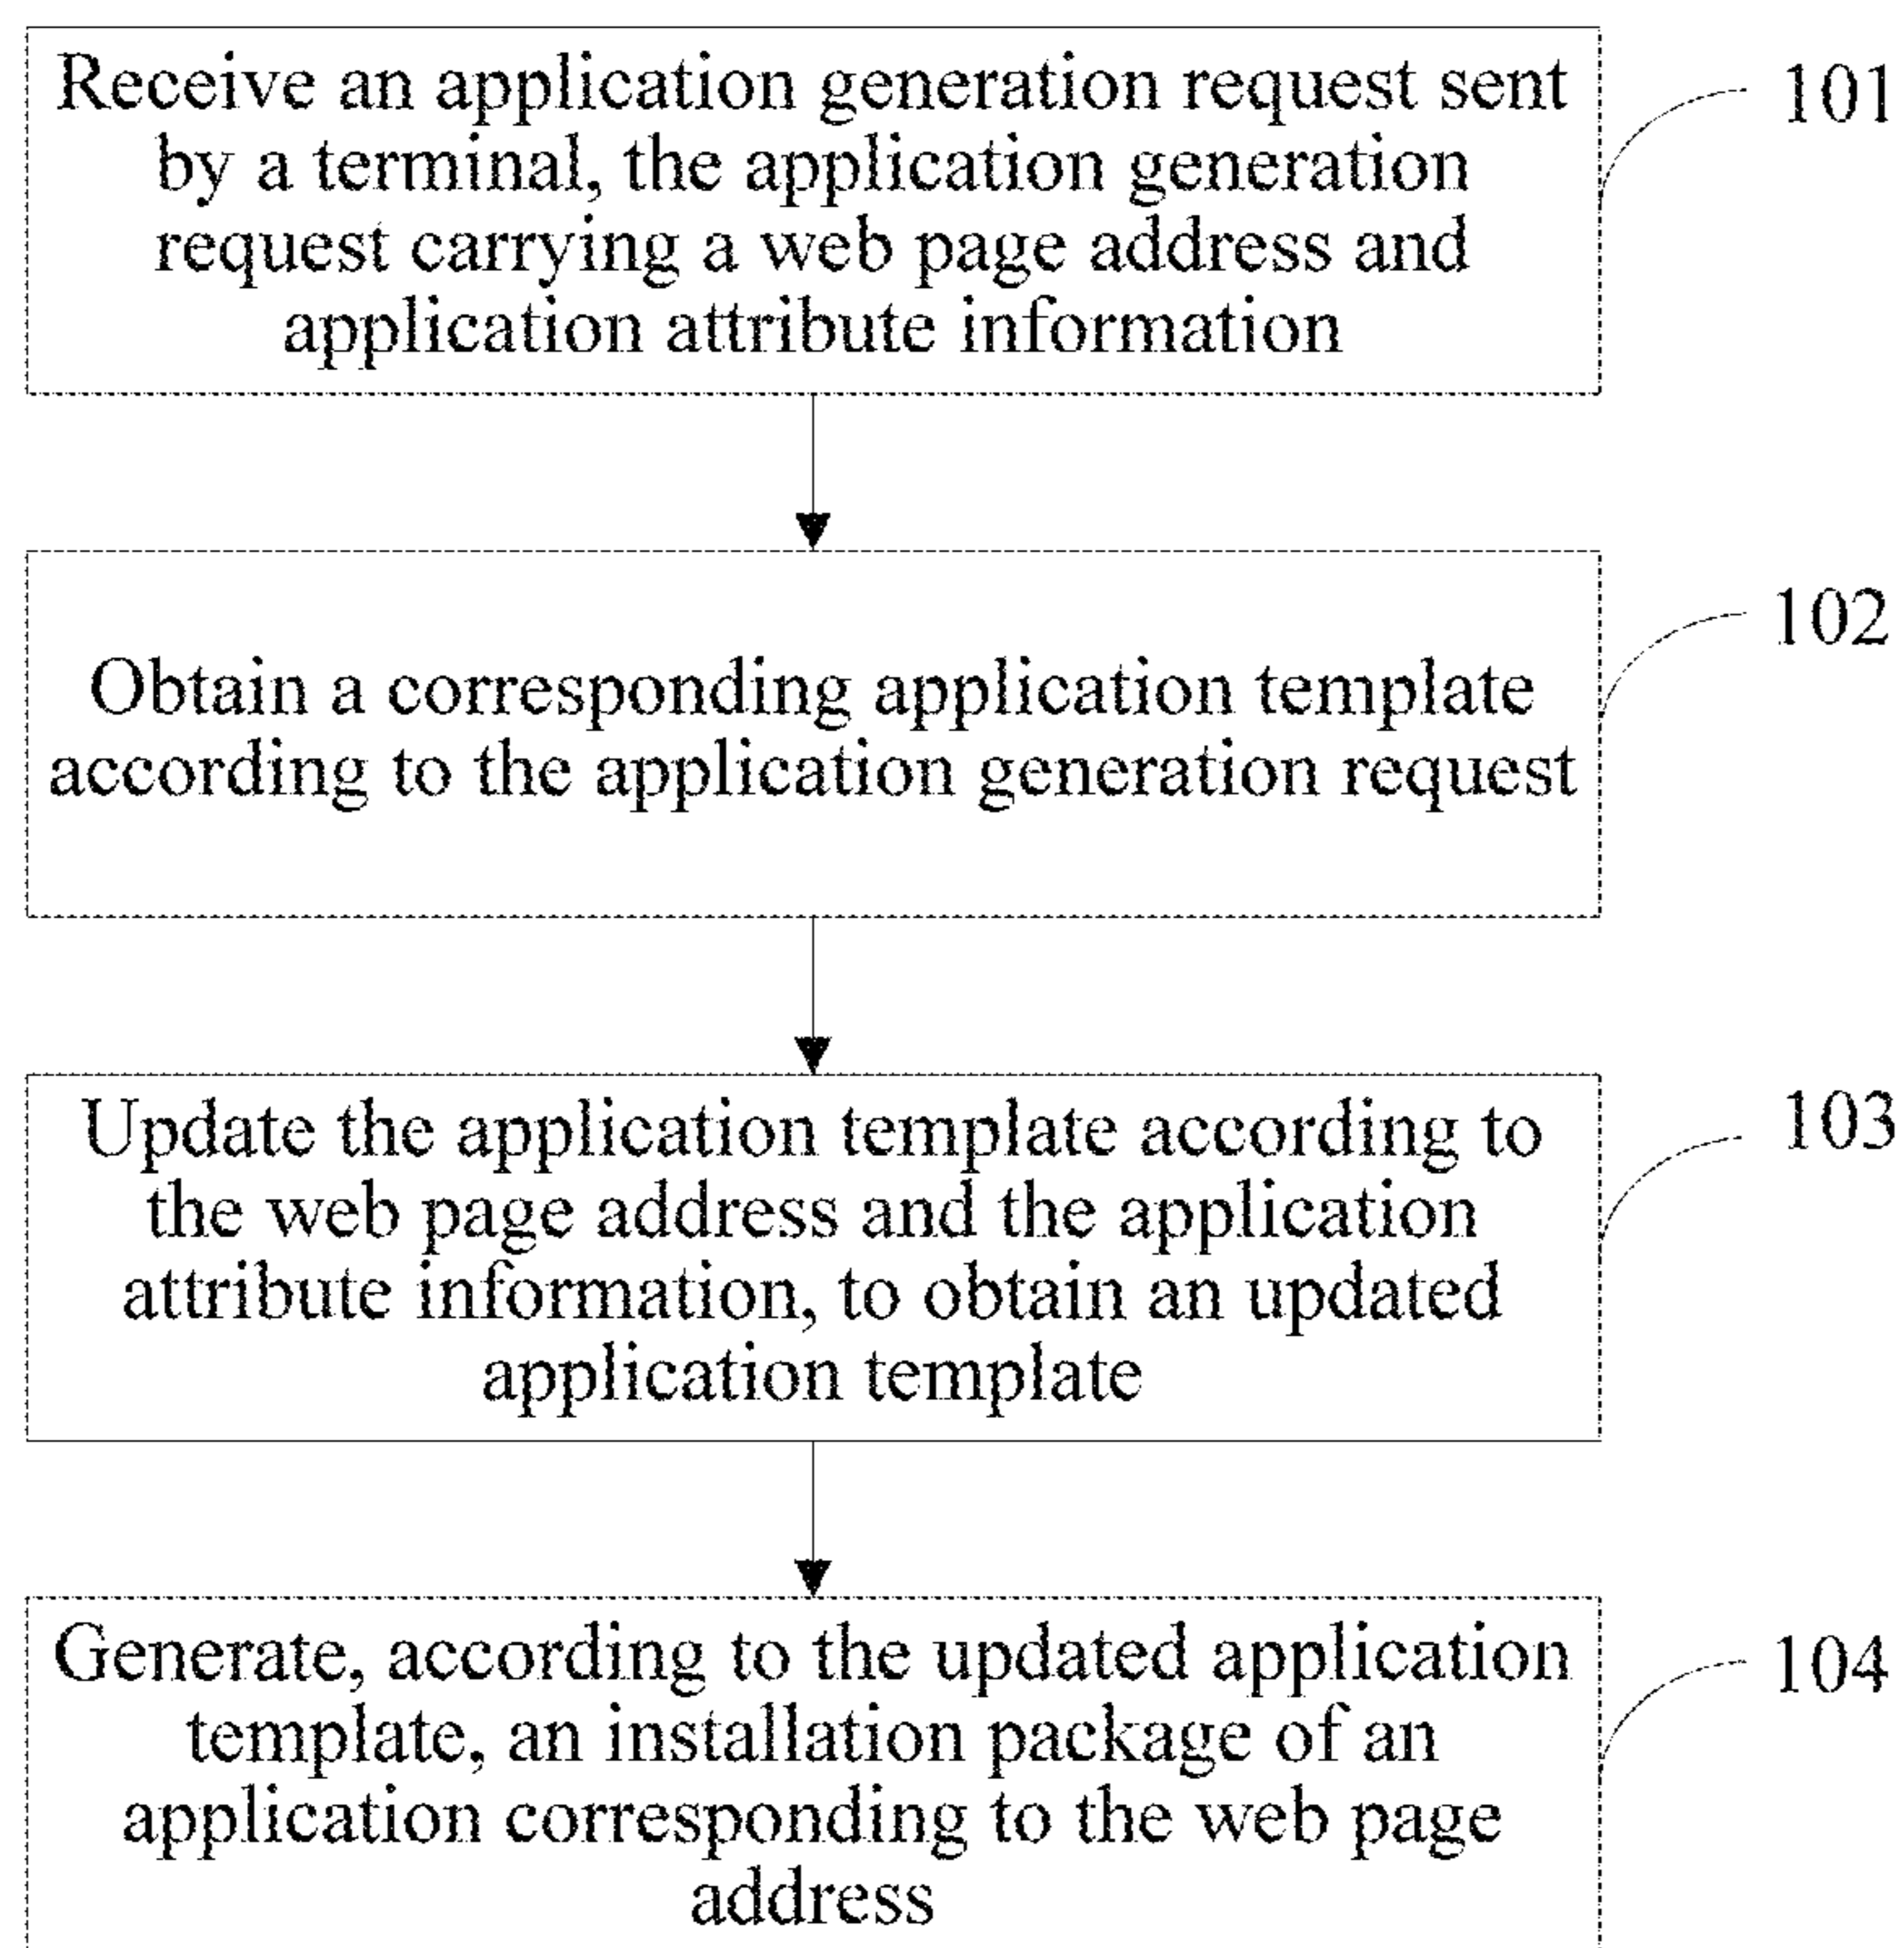 Receive an application generation request sent
by a terminal, the application generation
request carrying a web page address and
application attribute information
101
Obtain a corresponding application template
according to the application generation request
102
Update the application template according to
the web page address and the application
attribute information, to obtain an updated
application template
103
Generate, according to the updated application
template, an installation package of an
application corresponding to the web page
address
104